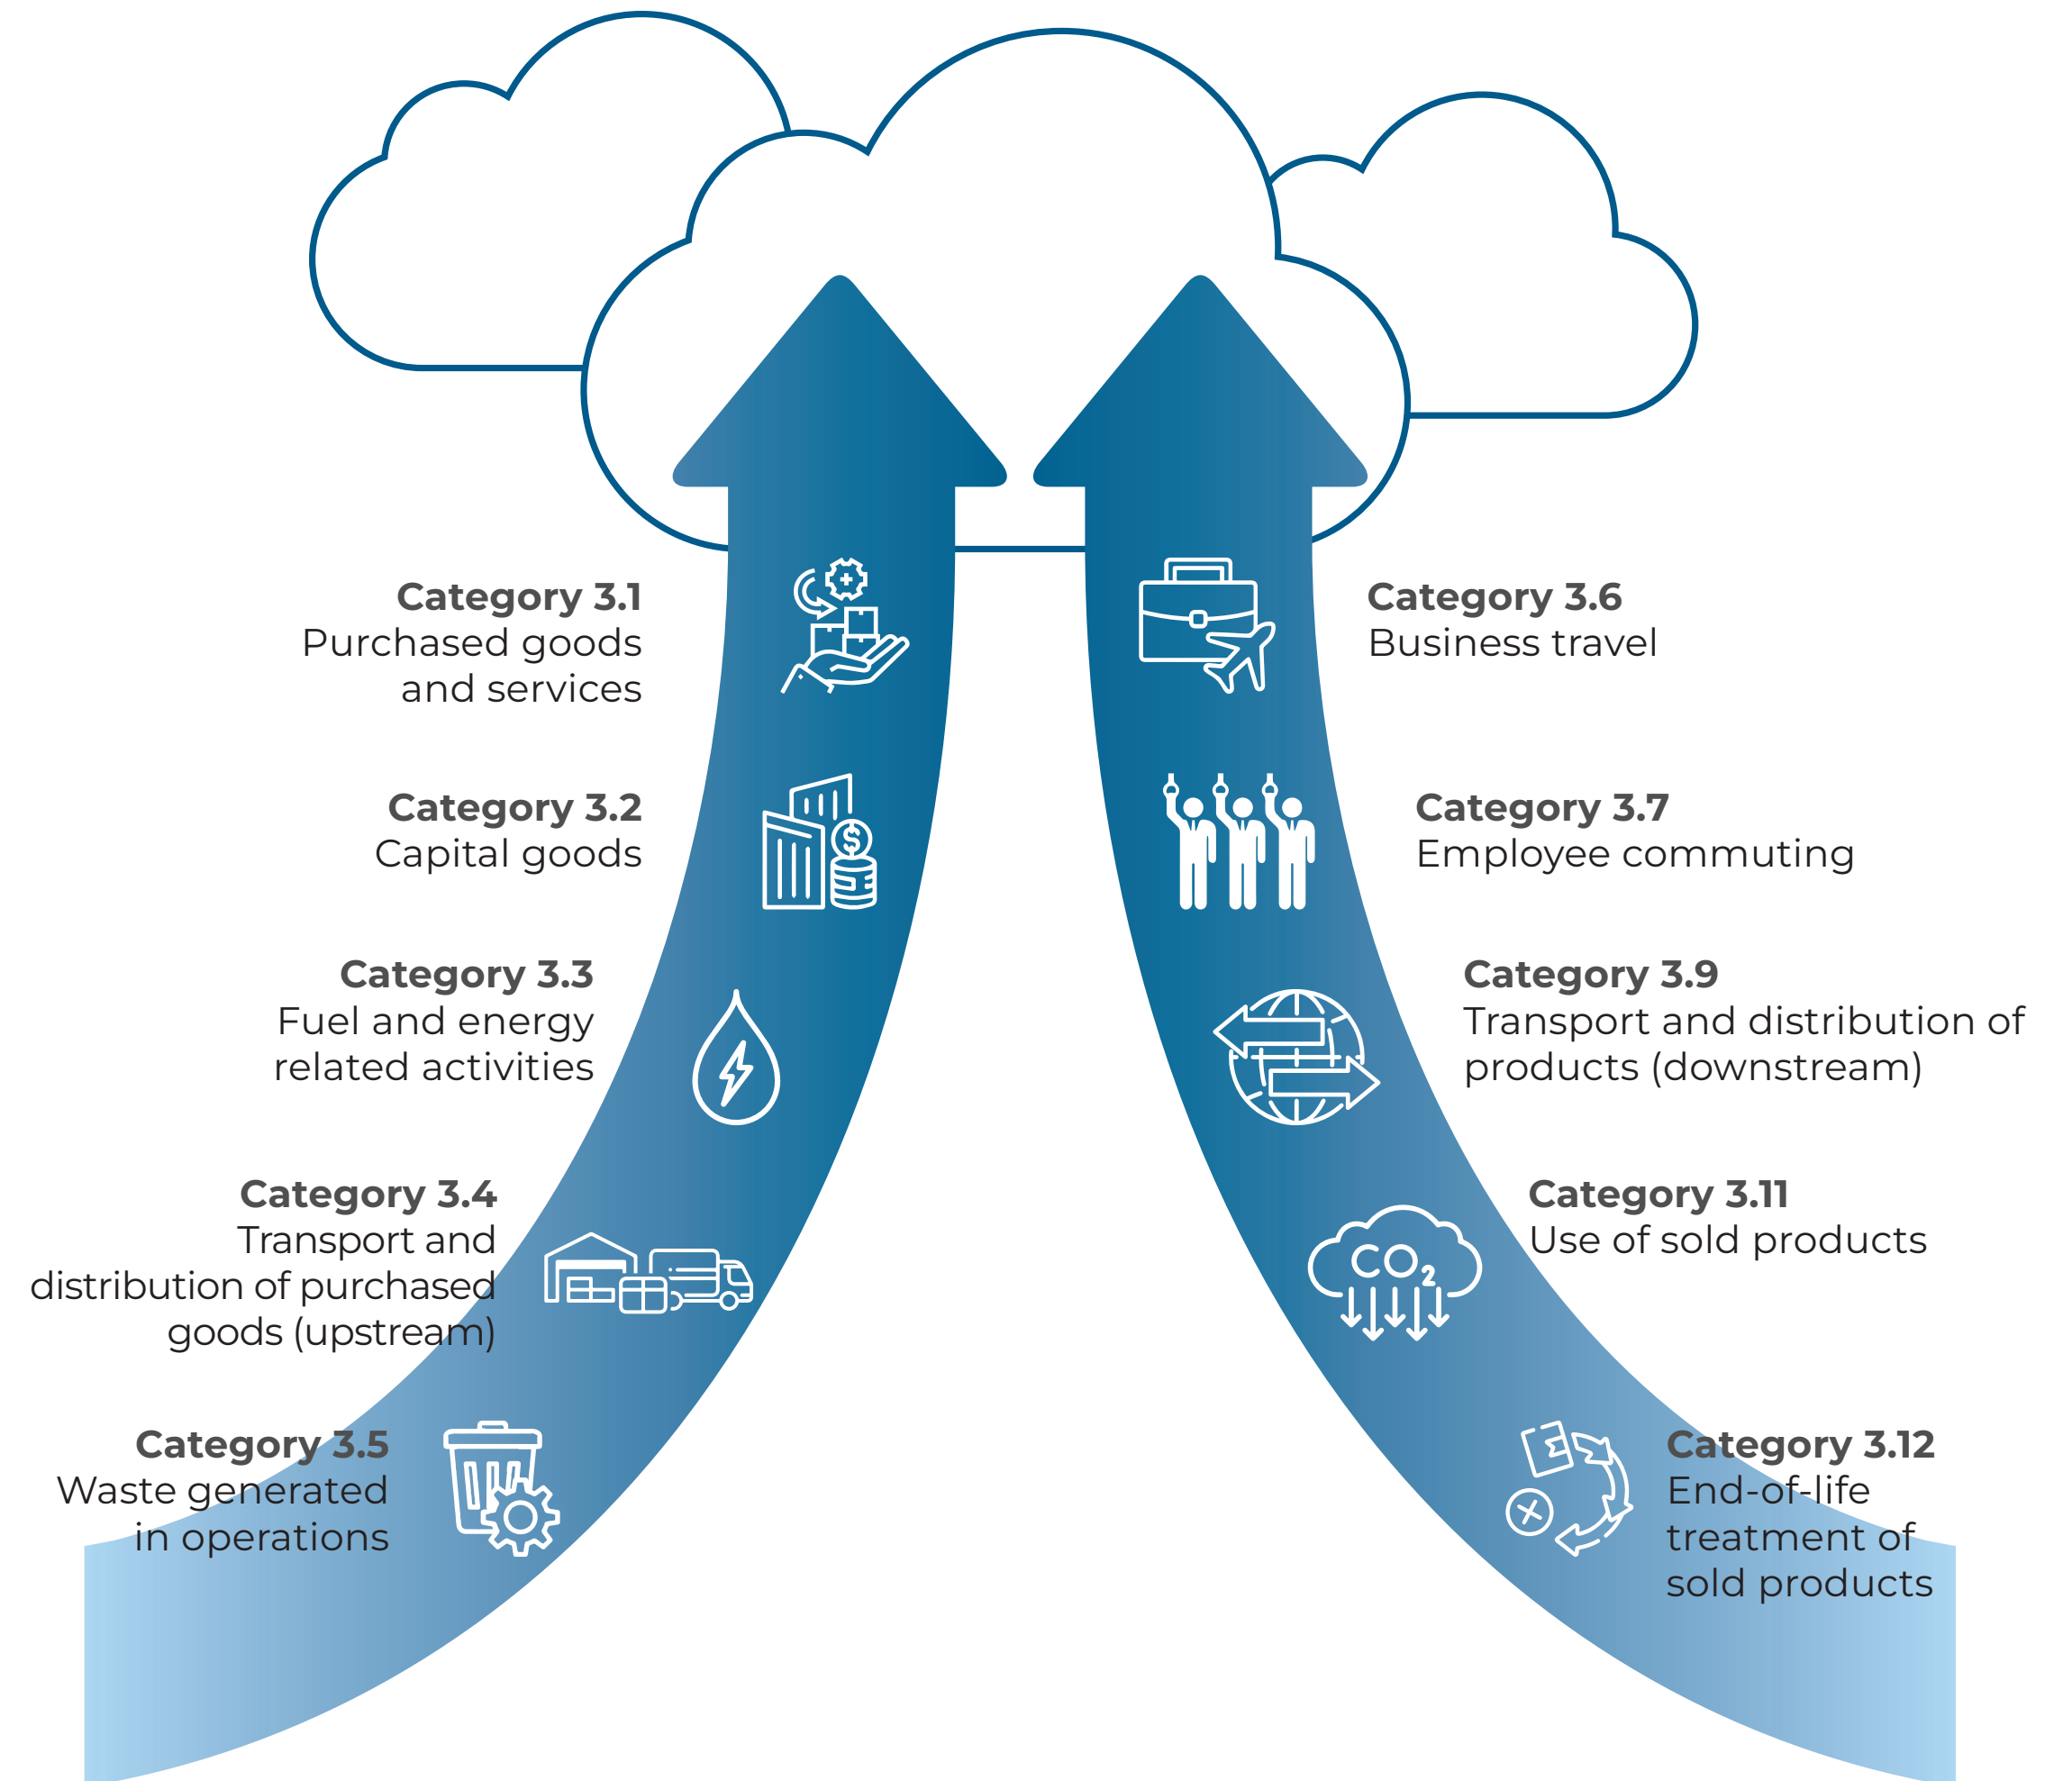 Category 3.1
Purchased goods
and services
Category 3.2
Capital goods
Category 3.3
Fuel and energy
related activities
Category 3.4
Transport and
distribution of purchased
goods (upstream)
Category 3.5
Waste generated
in operations
Category 3.6
Business travel
Category 3.7
Employee commuting
Category 3.9
Transport and distribution of
products (downstream)
Category 3.11
Use of sold products
CO2
Category 3.12
End-of-life
treatment of
sold products